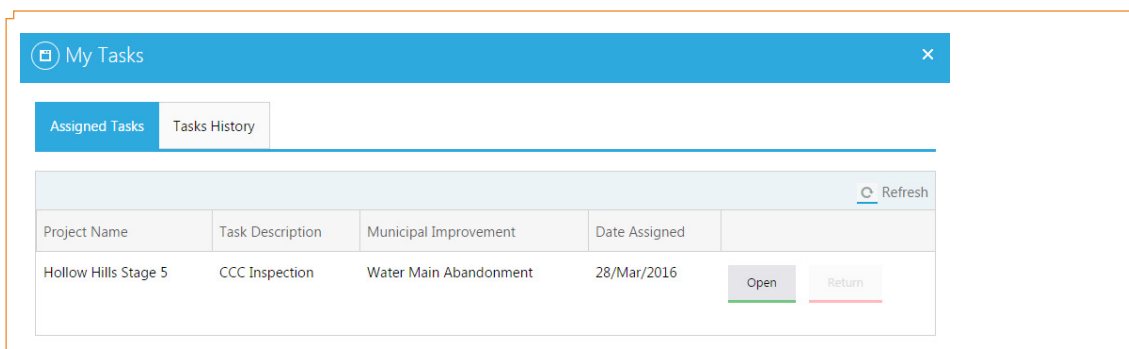 My Tasks
Assigned Tasks Tasks History
Refresh
Project Name Task Description Municipal Improvement Date Assigned
Hollow Hills Stage 5 CCC Inspection Water Main Abandonment 28/Mar/2016 Open Return